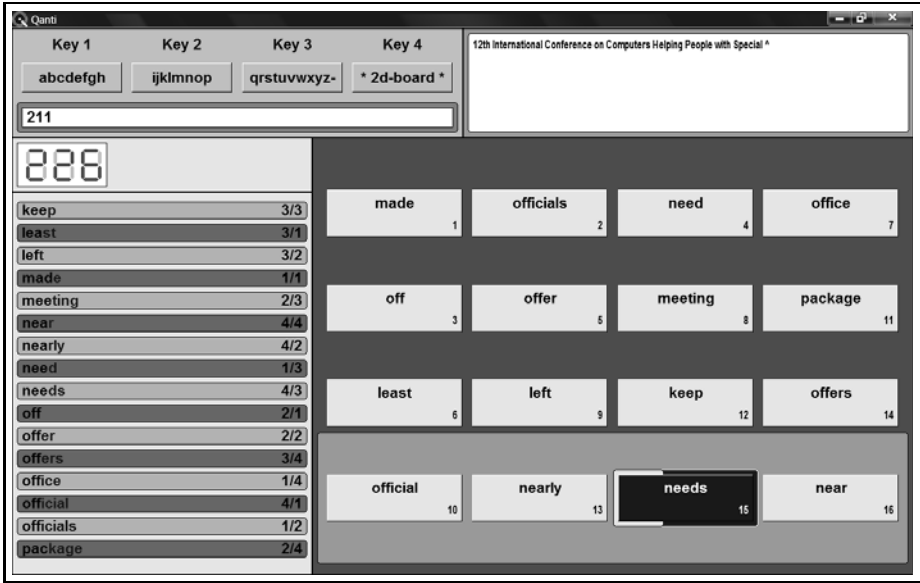 Qanti
Key 1 Key 2 Key 3 Key 4
abcdefgh ijklmnop qrstuvwxyz- * 2d-board *
211
12th International Conference on Computers Helping People with Special ^
226
keep 3/3
least 3/1
left 3/2
made 1/1
meeting 2/3
near 4/4
nearly 4/2
need 1/3
needs 4/3
off 2/1
offer 2/2
offers 3/4
office 1/4
official 4/1
officials 1/2
package 2/4
made officials need office
1 2 4 7
off offer meeting package
3 5 8 11
least left keep offers
6 9 12 14
official nearly needs near
10 13 15 16